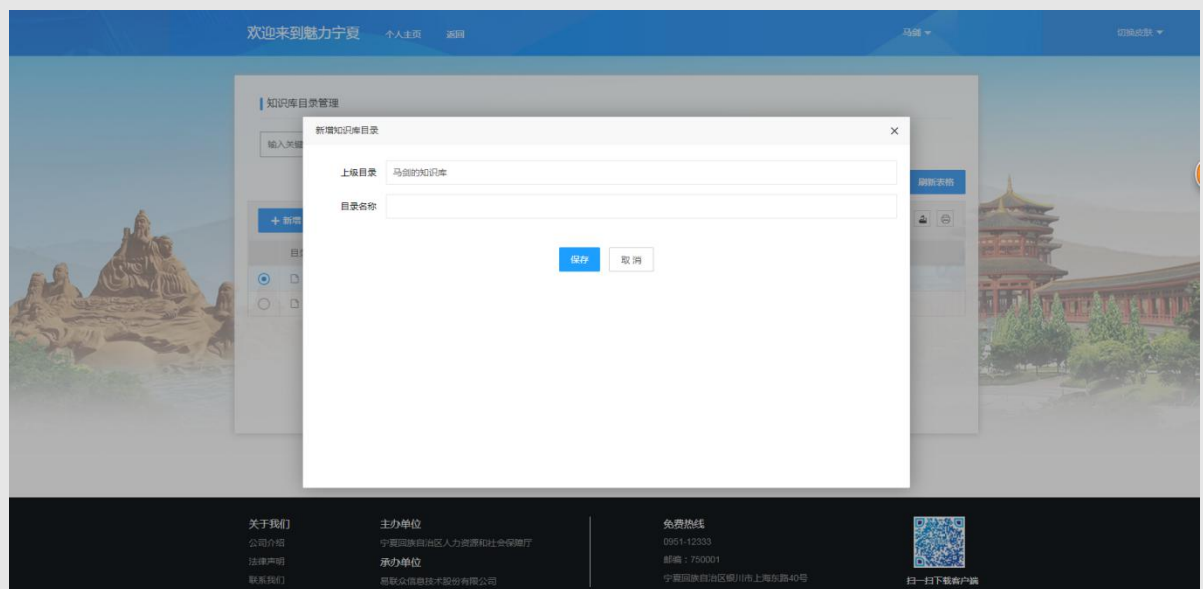 欢迎来到魅力宁夏 个人主页 返回 马剑 切换皮肤
知识库目录管理
新增知识库目录
输入关键
上级目录 马剑的知识库
刷新表格
目录名称
新增
目
保存 取 消
关于我们 主办单位 免费热线
公司介绍 宁夏回族自治区人力资源和社会保障厅 0951-12333
法律声明 承办单位 邮编：750001
联系我们 易联众信息技术股份有限公司 宁夏回族自治区银川市上海东路40号 扫一扫下载客户端